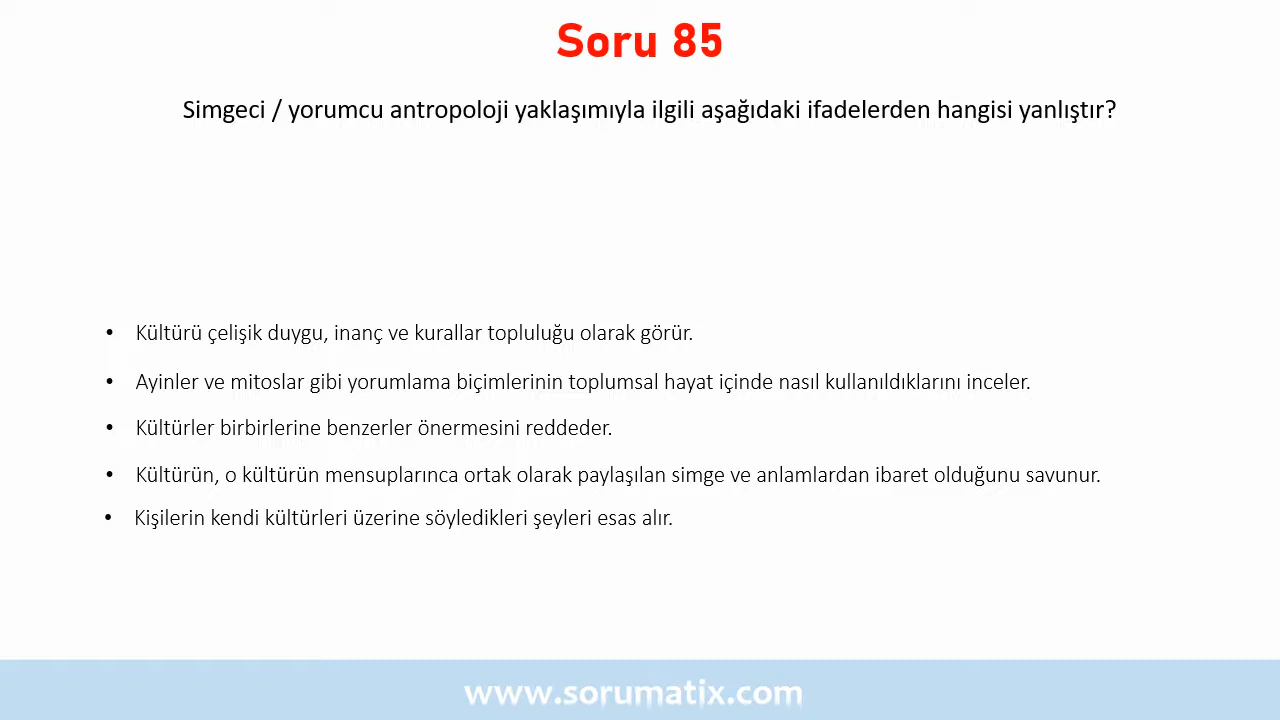 Soru 85
Simgeci / yorumcu antropoloji yaklaşımıyla ilgili aşağıdaki ifadelerden hangisi yanlıştır?
• Kültürü çelişik duygu, inanç ve kurallar topluluğu olarak görür.
• Ayinler ve mitoslar gibi yorumlama biçimlerinin toplumsal hayat içinde nasıl kullanıldıklarını inceler.
• Kültürler birbirlerine benzerler önermesini reddeder.
• Kültürün, o kültürün mensuplarınca ortak olarak paylaşılan simge ve anlamlardan ibaret olduğunu savunur.
• Kişilerin kendi kültürleri üzerine söyledikleri şeyleri esas alır.
www.sorumatix.com